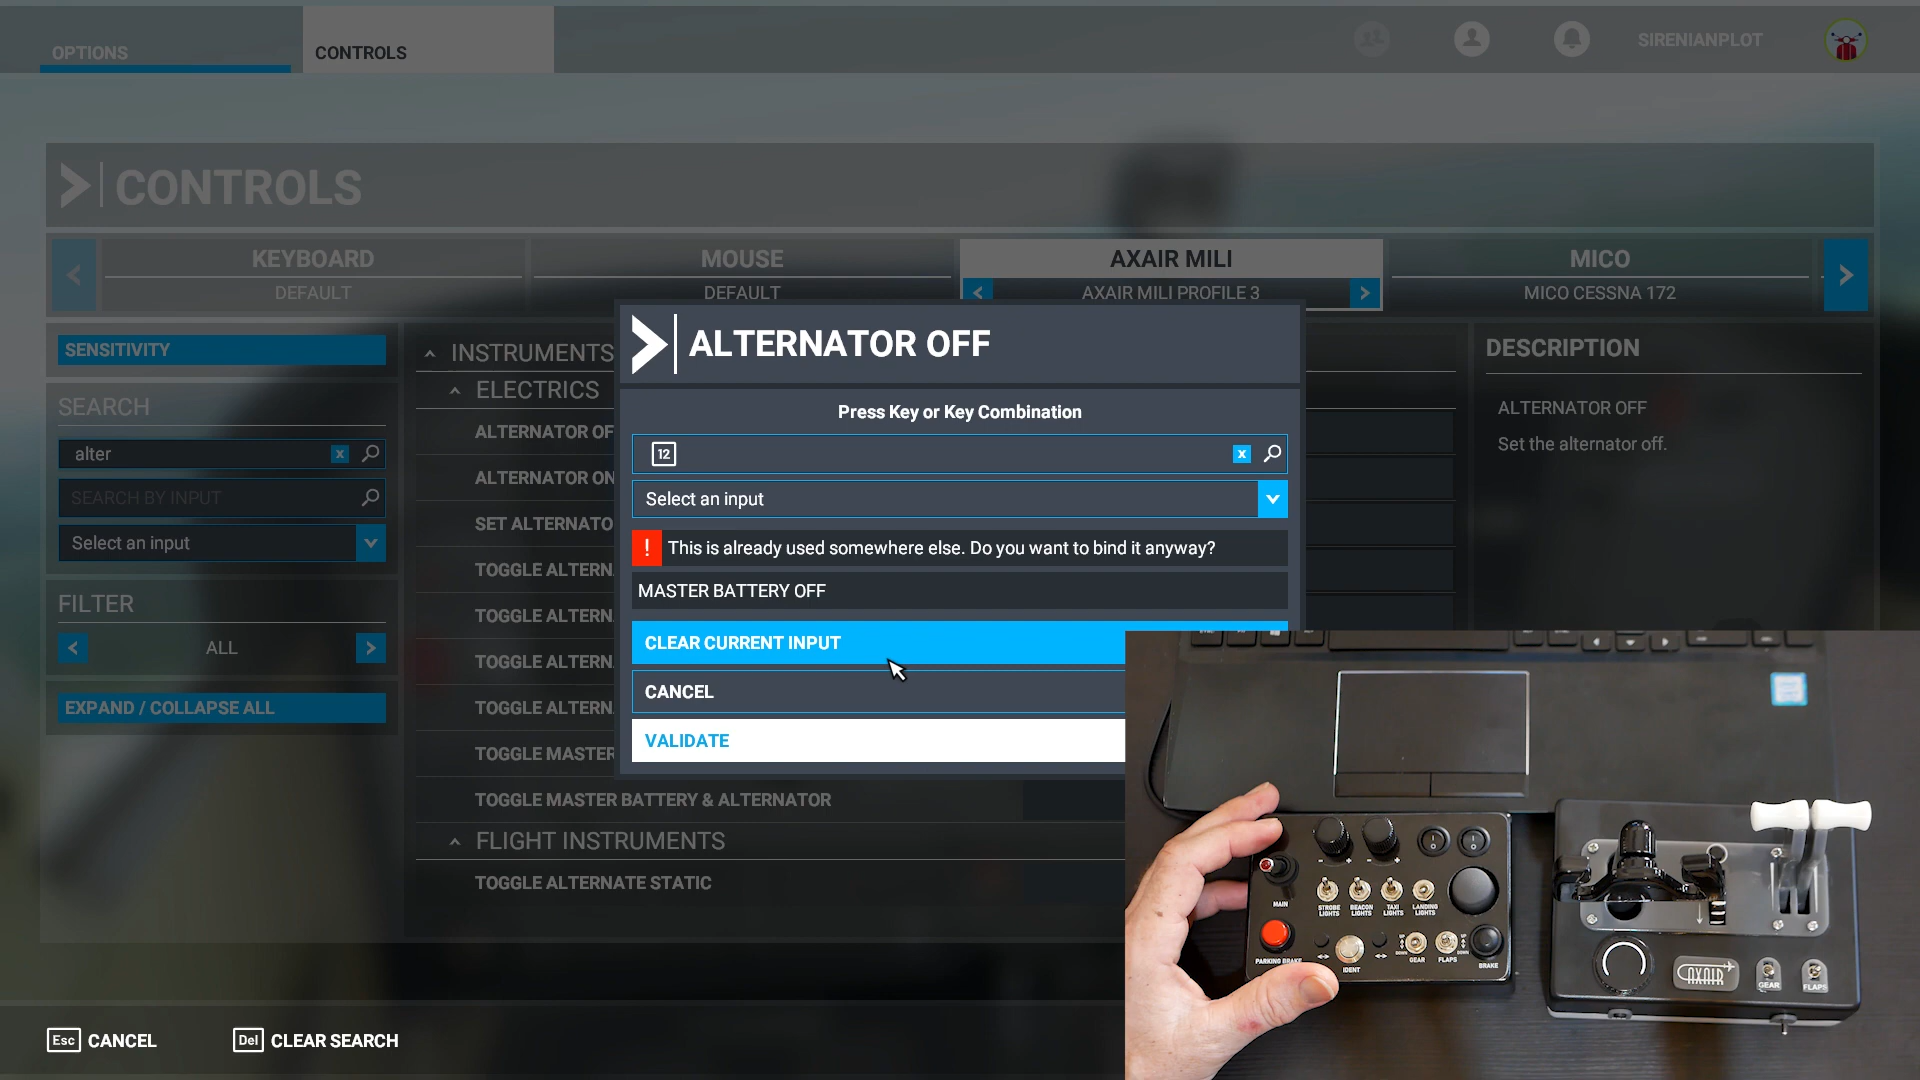 OPTIONS
CONTROLS
SIRENIANPLOT
CONTROLS
KEYBOARD
DEFAULT
MOUSE
DEFAULT
AXAIR MILI
AXAIR MILI PROFILE 3
MICO
MICO CESSNA 172
SENSITIVITY
SEARCH
alter
SEARCH BY INPUT
Select an input
FILTER
ALL
EXPAND / COLLAPSE ALL
INSTRUMENTS
ELECTRICS
ALTERNATOR OF
ALTERNATOR ON
SET ALTERNATO
TOGGLE ALTERN
TOGGLE ALTERN
TOGGLE ALTERN
TOGGLE ALTERN
TOGGLE MASTER
TOGGLE MASTER BATTERY & ALTERNATOR
FLIGHT INSTRUMENTS
TOGGLE ALTERNATE STATIC
ALTERNATOR OFF
Press Key or Key Combination
12
Select an input
! This is already used somewhere else. Do you want to bind it anyway?
MASTER BATTERY OFF
CLEAR CURRENT INPUT
CANCEL
VALIDATE
DESCRIPTION
ALTERNATOR OFF
Set the alternator off.
MAIN
STROBE LIGHTS
BEACON LIGHTS
TAXI LIGHTS
LANDING LIGHTS
PARKING BRAKE
IDENT
DOWN UP
GEAR
FLAPS
UP DOWN
BRAKE
AXAIR
GEAR
FLAPS
Esc CANCEL
Del CLEAR SEARCH